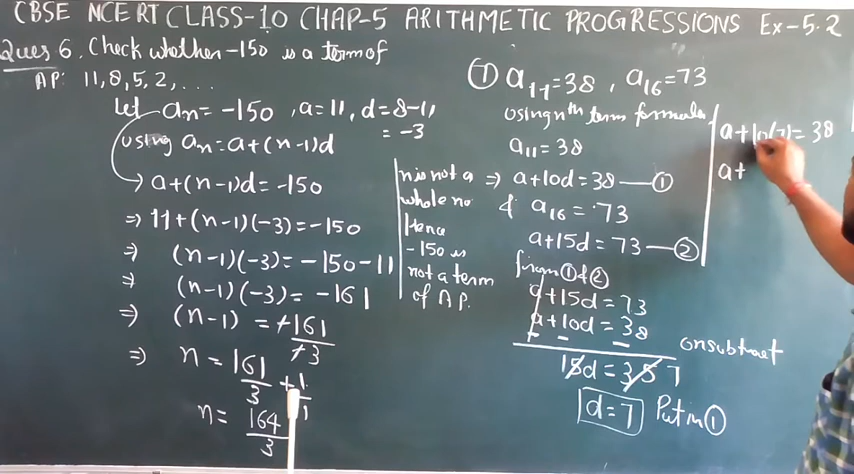 CBSE NCERT CLASS-10 CHAP-5 ARITHMETIC PROGRESSIONS Ex-5.2
Ques 6. Check whether -150 is a term of
AP: 11, 8, 5, 2, ...
Let an = -150, a = 11, d = 8-11
= -3
using an = a+(n-1)d
a+(n-1)d = -150
⇒ 11+(n-1)(-3) = -150
⇒ (n-1)(-3) = -150-11
⇒ (n-1)(-3) = -161
⇒ (n-1) = +161/+3
⇒ n = 161/3 + 1/1
n = 164/3
n is not a
whole no
Hence
-150 is
not a term
of A.P.
① a11 = 38, a16 = 73
using nth term formula
a11 = 38
⇒ a+10d = 38 — ①
& a16 = 73
a+15d = 73 — ②
from ① & ②
a+15d = 73
a+10d = 38
- - -
on subtract
15d = 35 7
d = 7 Put in ①
a+10(7) = 38
a+